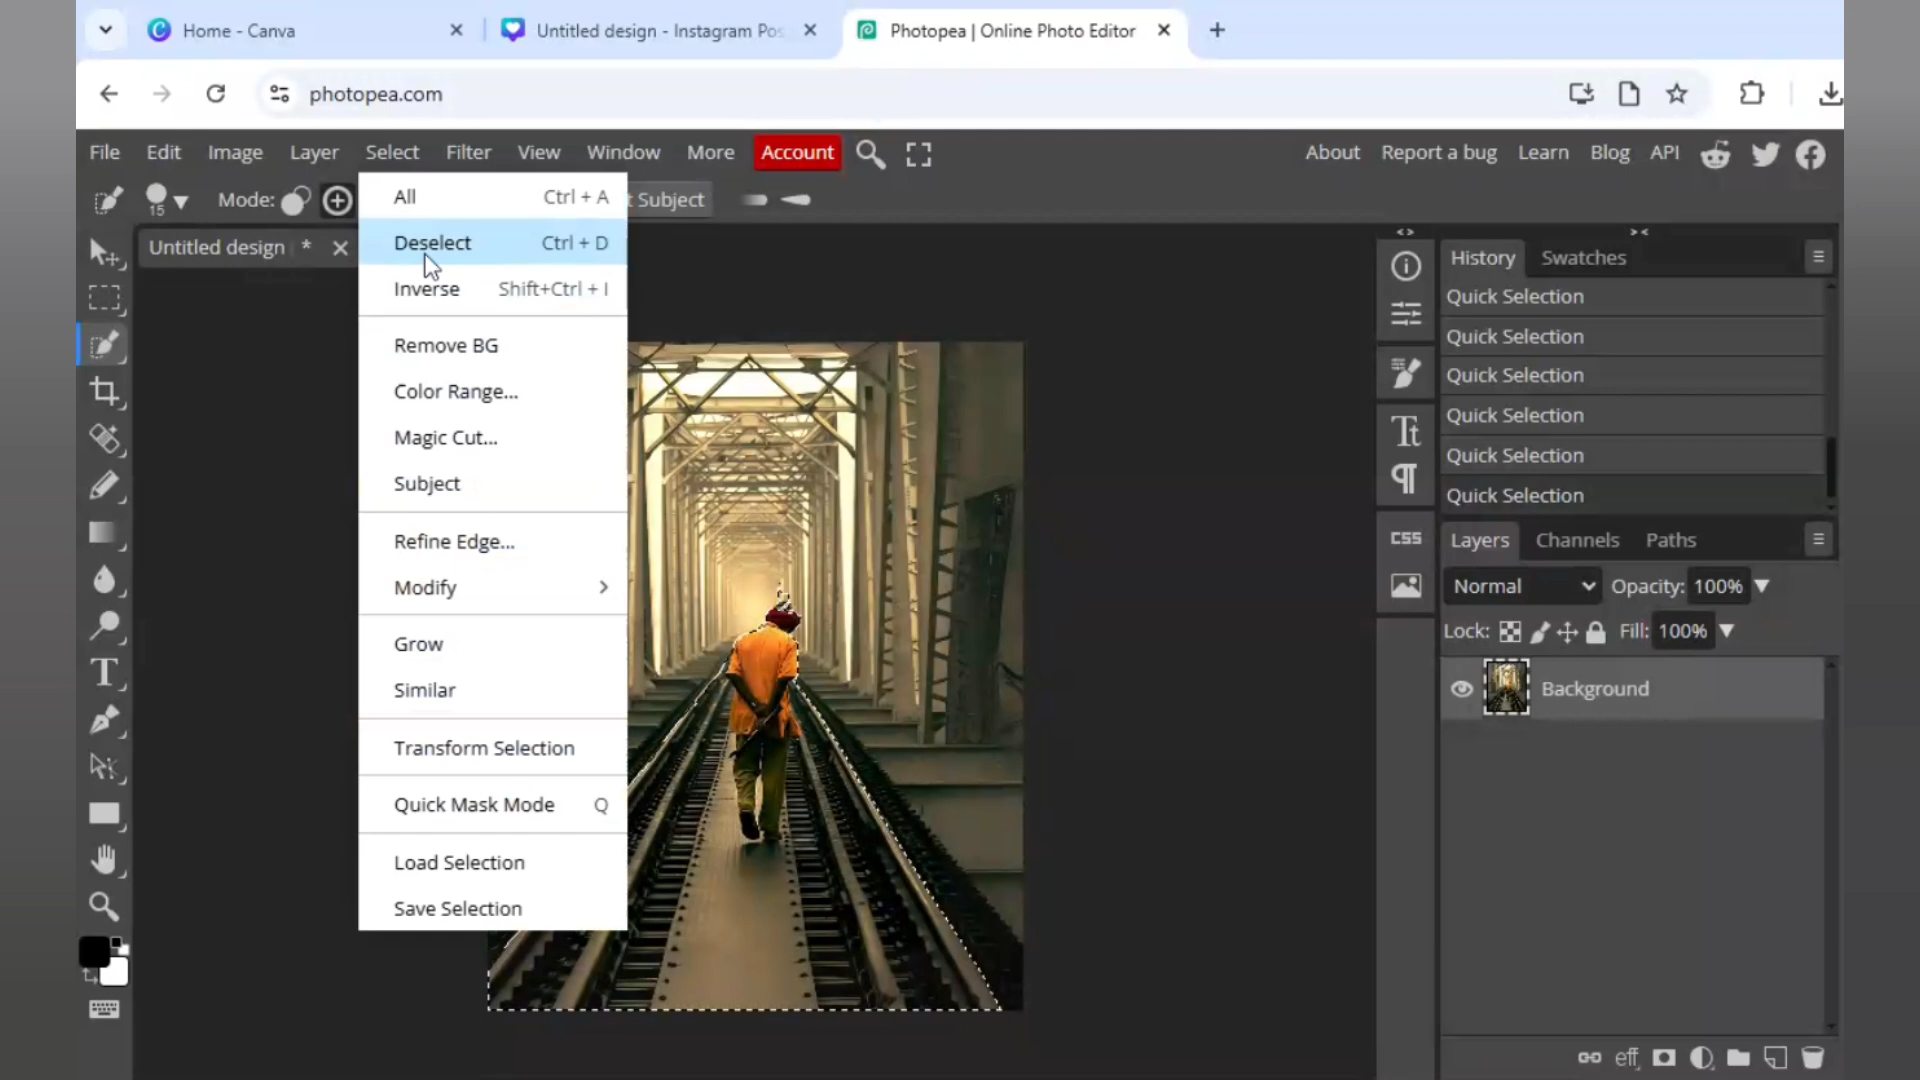 Home - Canva
Untitled design - Instagram Pos
Photopea | Online Photo Editor
photopea.com
File Edit Image Layer Select Filter View Window More Account
About Report a bug Learn Blog API
15 Mode:
t Subject
Untitled design *
All Ctrl + A
Deselect Ctrl + D
Inverse Shift+Ctrl + I
Remove BG
Color Range...
Magic Cut...
Subject
Refine Edge...
Modify
Grow
Similar
Transform Selection
Quick Mask Mode Q
Load Selection
Save Selection
History Swatches
Quick Selection
Quick Selection
Quick Selection
Quick Selection
Quick Selection
Quick Selection
CSS
Layers Channels Paths
Normal Opacity: 100%
Lock: Fill: 100%
Background
eff